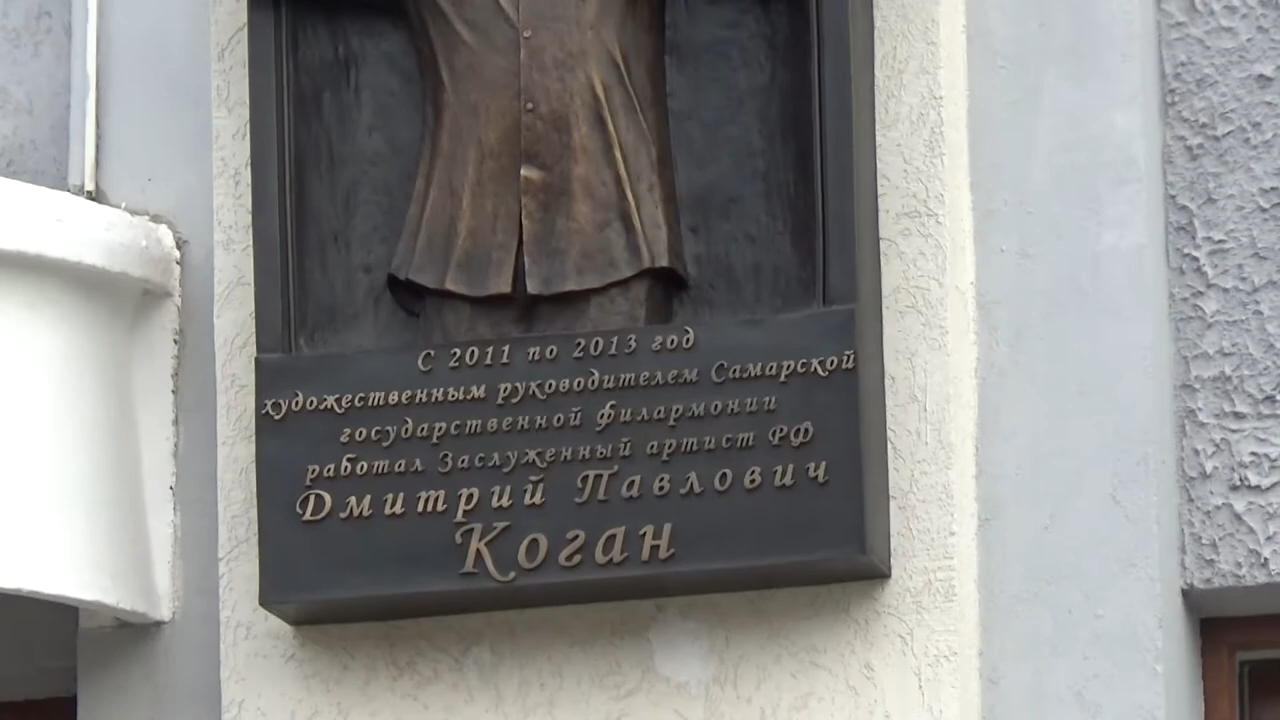 С 2011 по 2013 год
художественным руководителем Самарской
государственной филармонии
работал Заслуженный артист РФ
Дмитрий Павлович
Коган